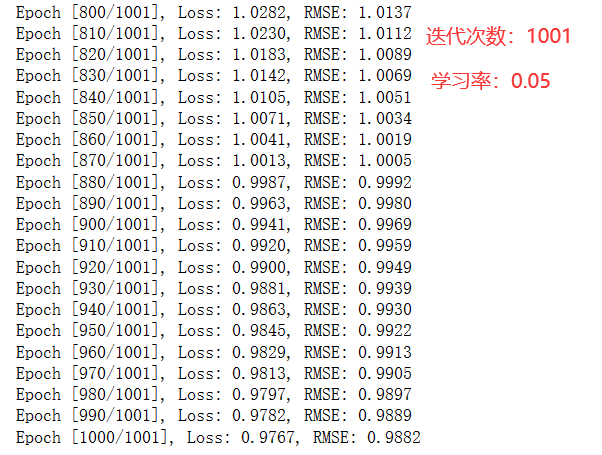 Epoch [800/1001], Loss: 1.0282, RMSE: 1.0137
Epoch [810/1001], Loss: 1.0230, RMSE: 1.0112
迭代次数：1001
Epoch [820/1001], Loss: 1.0183, RMSE: 1.0089
Epoch [830/1001], Loss: 1.0142, RMSE: 1.0069
学习率：0.05
Epoch [840/1001], Loss: 1.0105, RMSE: 1.0051
Epoch [850/1001], Loss: 1.0071, RMSE: 1.0034
Epoch [860/1001], Loss: 1.0041, RMSE: 1.0019
Epoch [870/1001], Loss: 1.0013, RMSE: 1.0005
Epoch [880/1001], Loss: 0.9987, RMSE: 0.9992
Epoch [890/1001], Loss: 0.9963, RMSE: 0.9980
Epoch [900/1001], Loss: 0.9941, RMSE: 0.9969
Epoch [910/1001], Loss: 0.9920, RMSE: 0.9959
Epoch [920/1001], Loss: 0.9900, RMSE: 0.9949
Epoch [930/1001], Loss: 0.9881, RMSE: 0.9939
Epoch [940/1001], Loss: 0.9863, RMSE: 0.9930
Epoch [950/1001], Loss: 0.9845, RMSE: 0.9922
Epoch [960/1001], Loss: 0.9829, RMSE: 0.9913
Epoch [970/1001], Loss: 0.9813, RMSE: 0.9905
Epoch [980/1001], Loss: 0.9797, RMSE: 0.9897
Epoch [990/1001], Loss: 0.9782, RMSE: 0.9889
Epoch [1000/1001], Loss: 0.9767, RMSE: 0.9882